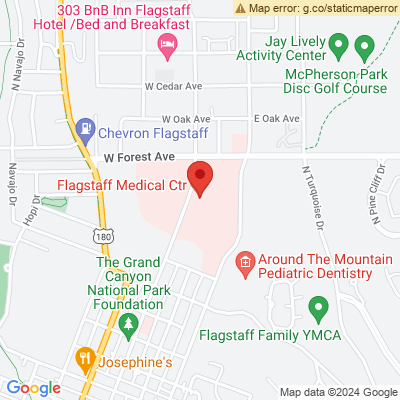 Map error: g.co/staticmaperror
303 BnB Inn Flagstaff
Hotel /Bed and Breakfast
N Navajo Dr
Jay Lively
Activity Center
McPherson Park
Disc Golf Course
W Cedar Ave
W Oak Ave
E Oak Ave
Chevron Flagstaff
W Forest Ave
Navajo Dr
Hopi Dr
Flagstaff Medical Ctr
N Turquoise Dr
N Pine Cliff Dr
180
The Grand
Canyon
National Park
Foundation
Around The Mountain
Pediatric Dentistry
Flagstaff Family YMCA
Josephine's
Google
Map data ©2024 Google